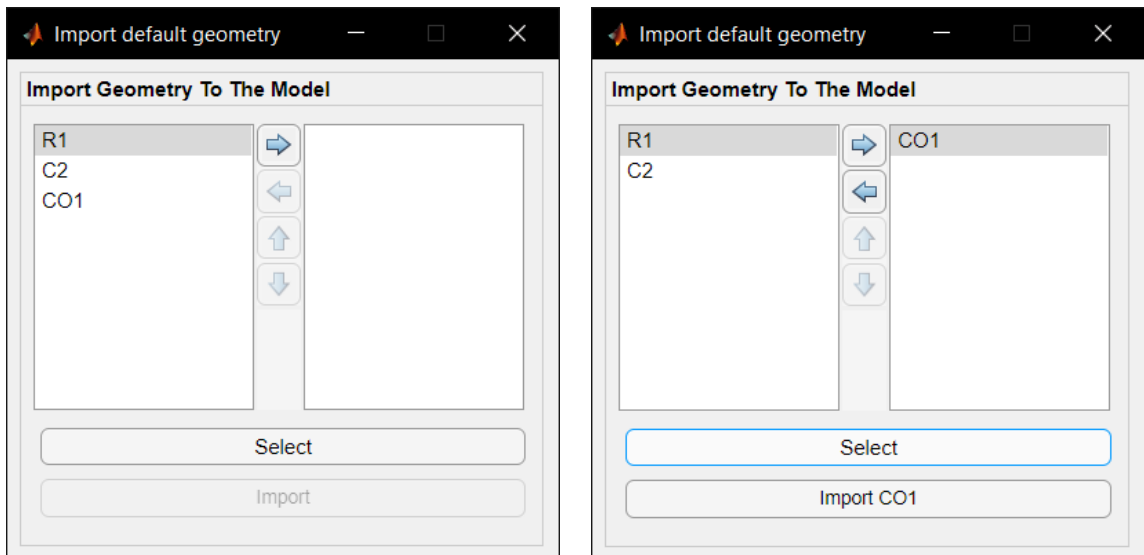 Import default geometry
Import Geometry To The Model
R1
C2
CO1
Select
Import
Import default geometry
Import Geometry To The Model
R1
C2
CO1
Select
Import CO1